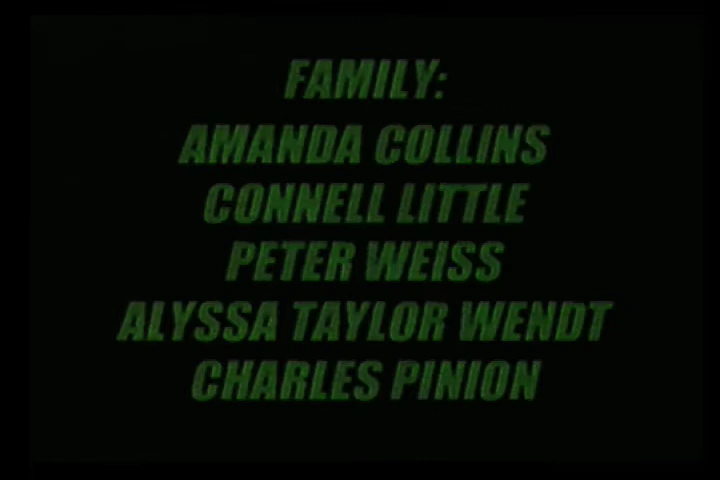 FAMILY:
AMANDA COLLINS
CONNELL LITTLE
PETER WEISS
ALYSSA TAYLOR WENDT
CHARLES PINION